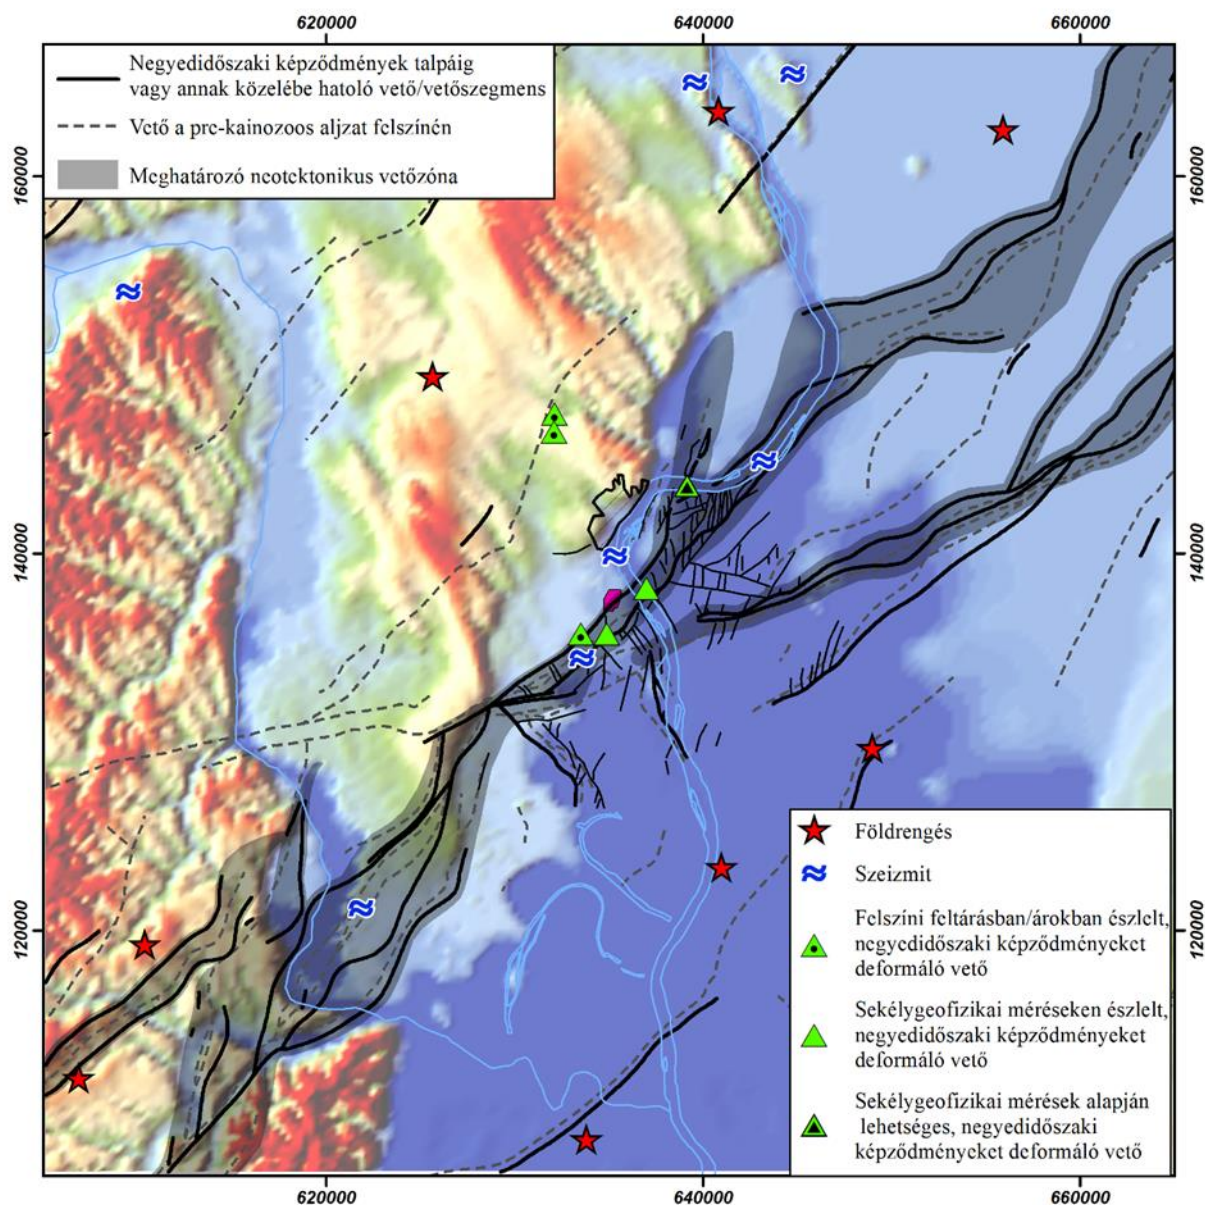 620000
640000
660000
Negyedidőszaki képződmények talpáig
vagy annak közelébe hatoló vető/vetőszegmens
Vető a pre-kainozoos aljzat felszínén
Meghatározó neotektonikus vetőzóna
160000
160000
140000
140000
120000
120000
Földrengés
Szeizmit
Felszíni feltárásban/árokban észlelt,
negyedidőszaki képződményeket
deformáló vető
Sekélygeofizikai méréseken észlelt,
negyedidőszaki képződményeket
deformáló vető
Sekélygeofizikai mérések alapján
lehetséges, negyedidőszaki
képződményeket deformáló vető
620000
640000
660000